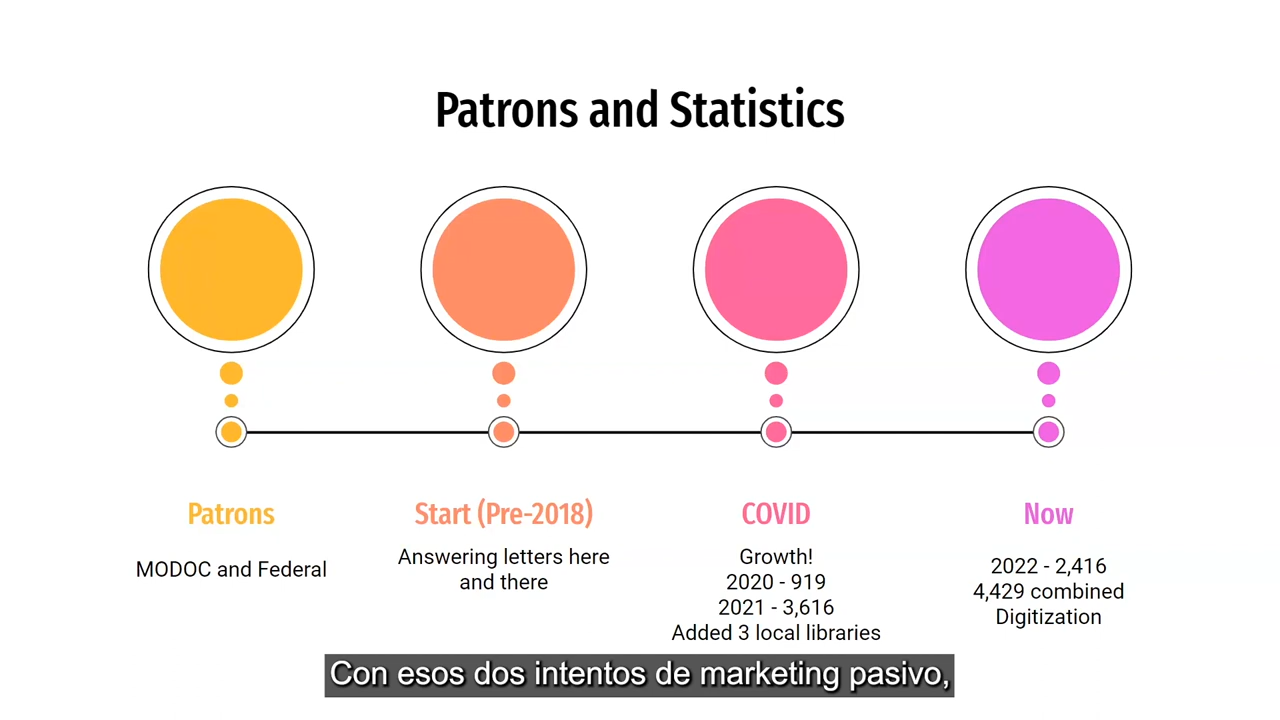 Patrons and Statistics
Patrons
MODOC and Federal
Start (Pre-2018)
Answering letters here
and there
COVID
Growth!
2020 - 919
2021 - 3,616
Added 3 local libraries
Now
2022 - 2,416
4,429 combined
Digitization
Con esos dos intentos de marketing pasivo,